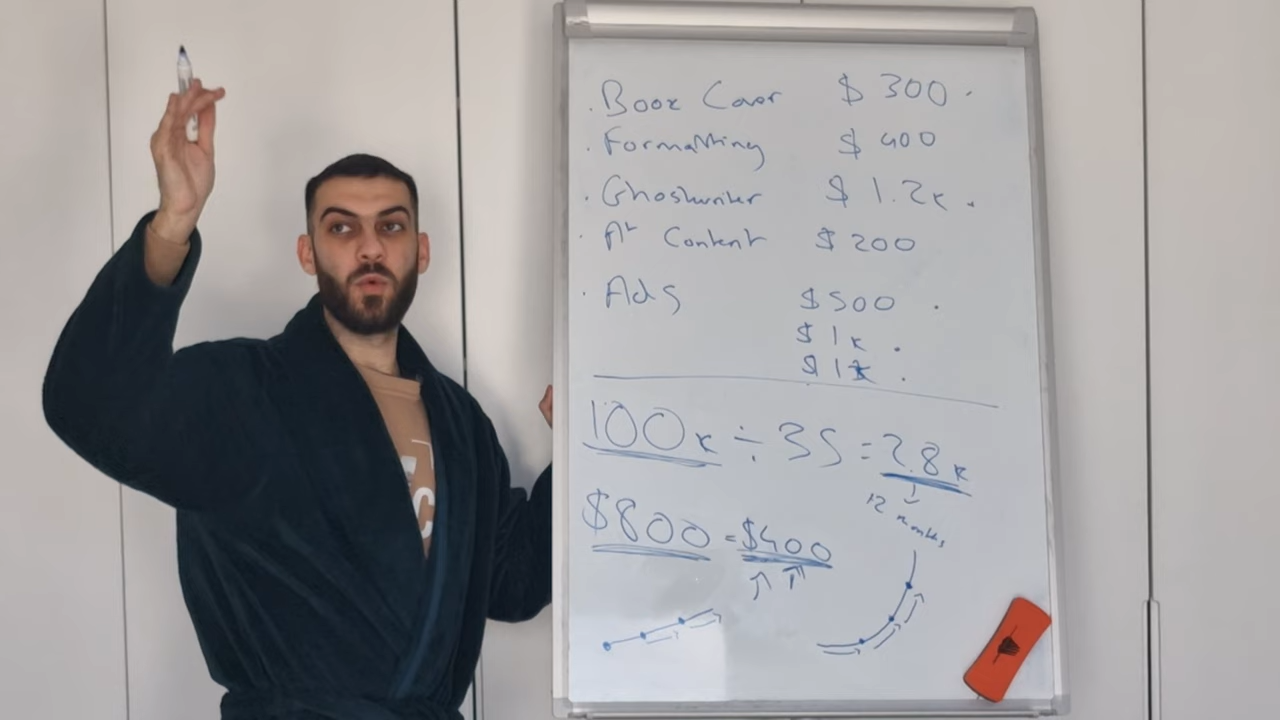 . Book Cover $ 300 .
. Formatting $ 400
. Ghostwriter $ 1.2k .
. A+ Content $ 200
. Ads $500 .
$ 1k .
$ 1k .
100k ÷ 35 = 2.8k
12 months
$800 = $400